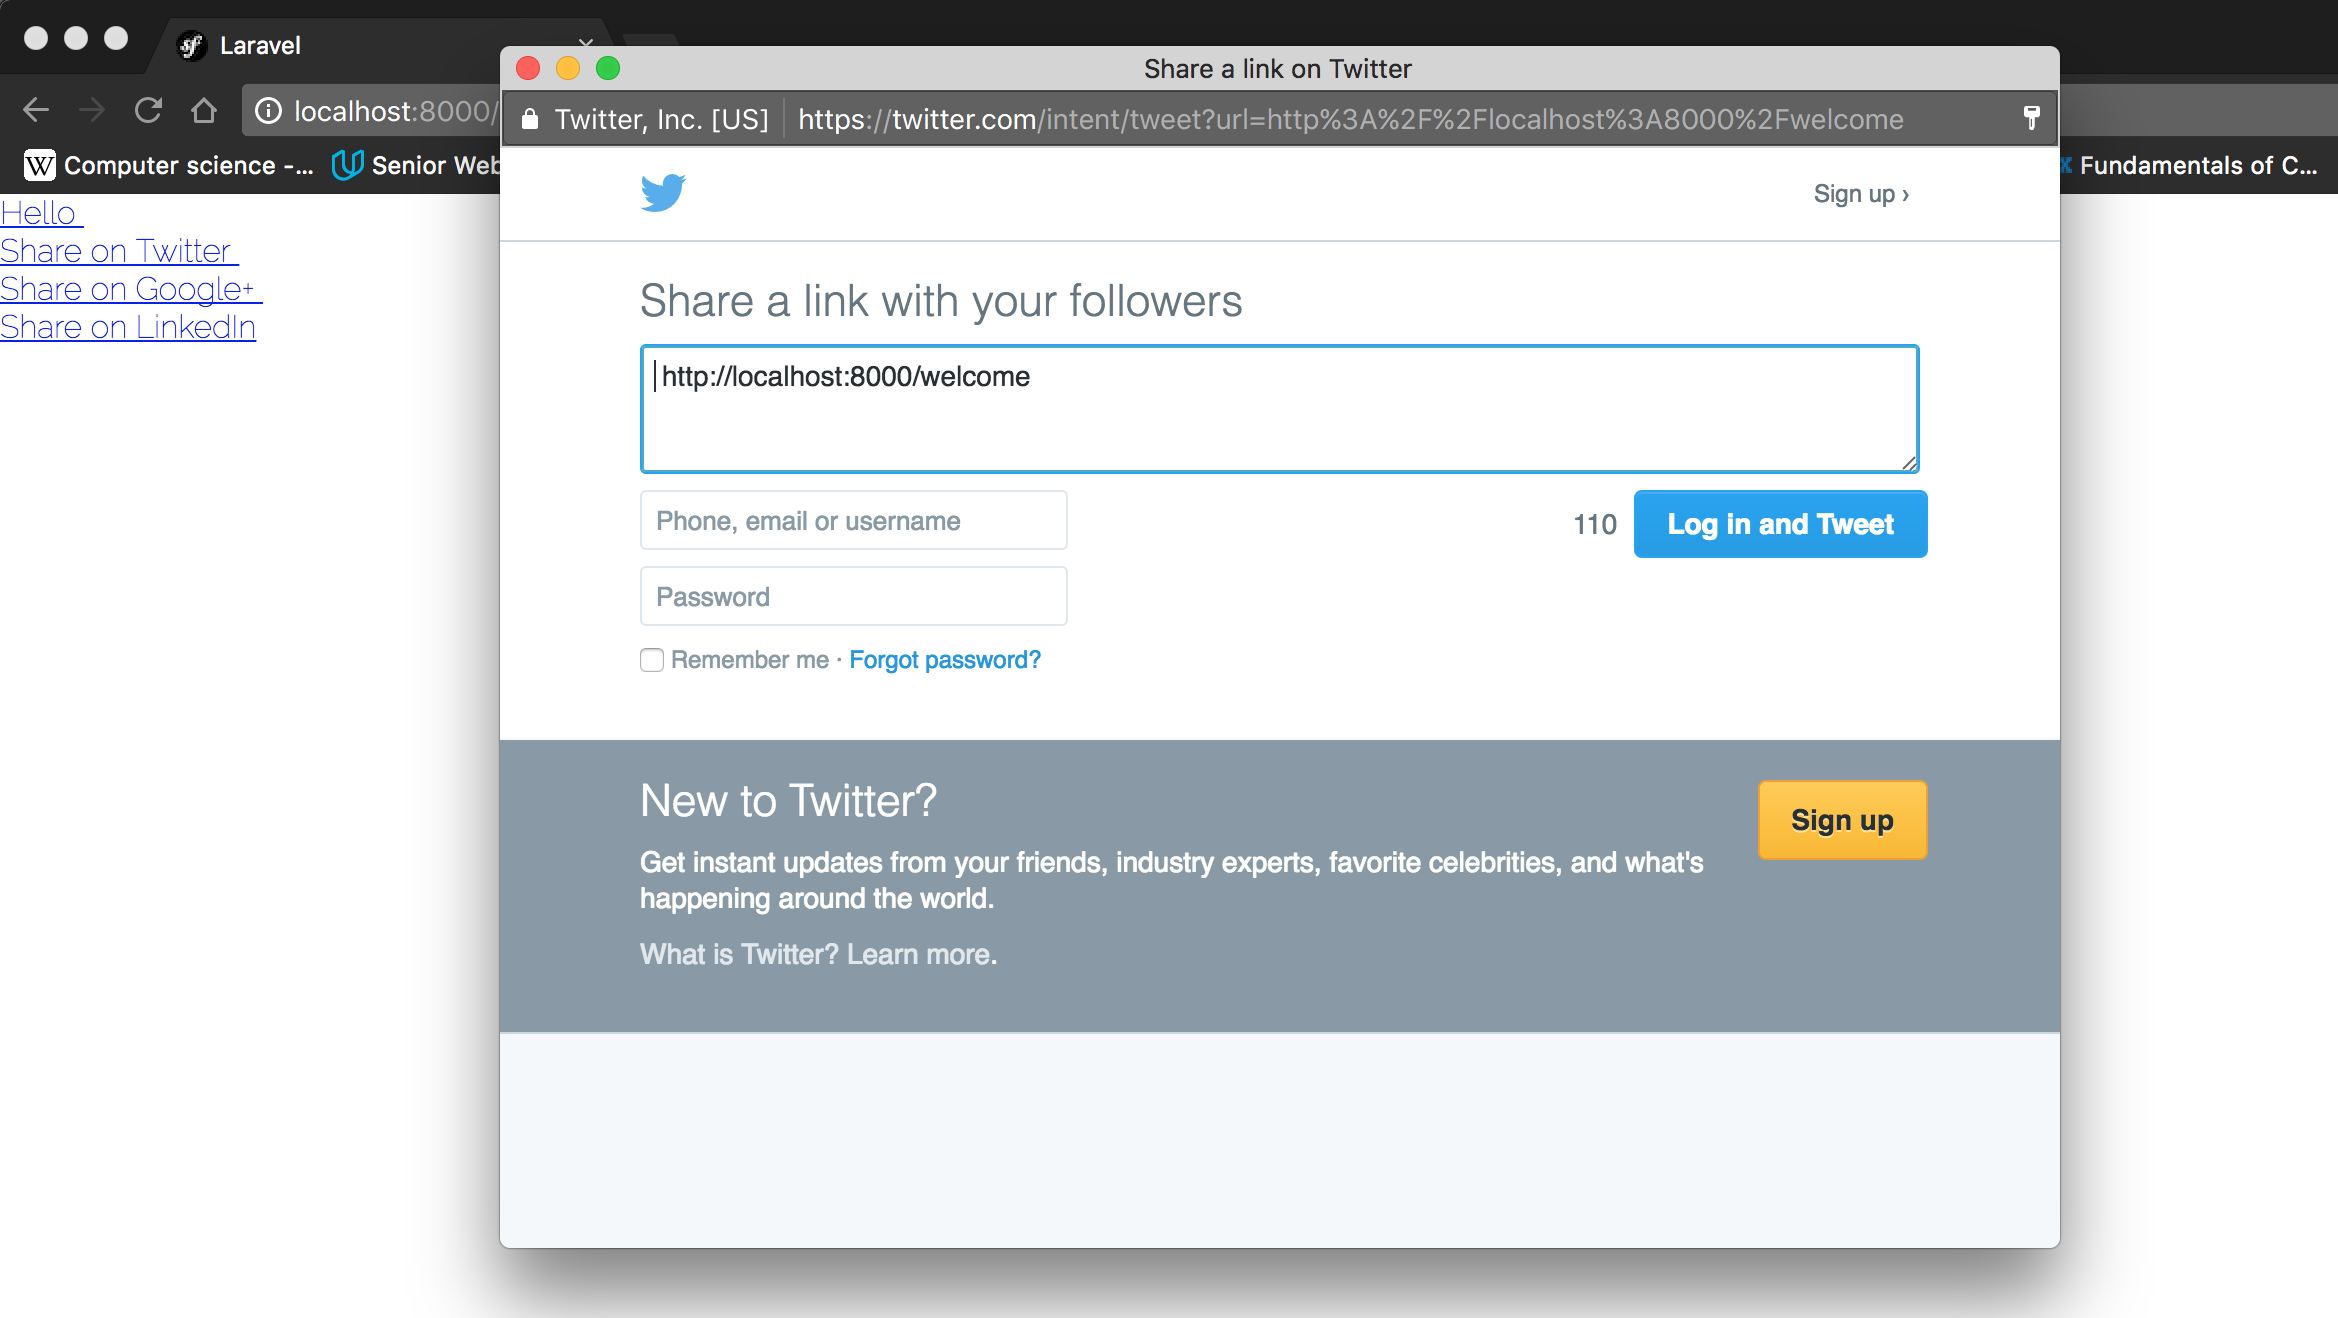 Laravel
localhost:8000/
Computer science -...
Senior Web
Fundamentals of C...
Hello
Share on Twitter
Share on Google+
Share on LinkedIn
Share a link on Twitter
Twitter, Inc. [US]
https://twitter.com/intent/tweet?url=http%3A%2F%2Flocalhost%3A8000%2Fwelcome
Sign up ›
Share a link with your followers
http://localhost:8000/welcome
Phone, email or username
110
Log in and Tweet
Password
Remember me · Forgot password?
New to Twitter?
Sign up
Get instant updates from your friends, industry experts, favorite celebrities, and what's
happening around the world.
What is Twitter? Learn more.